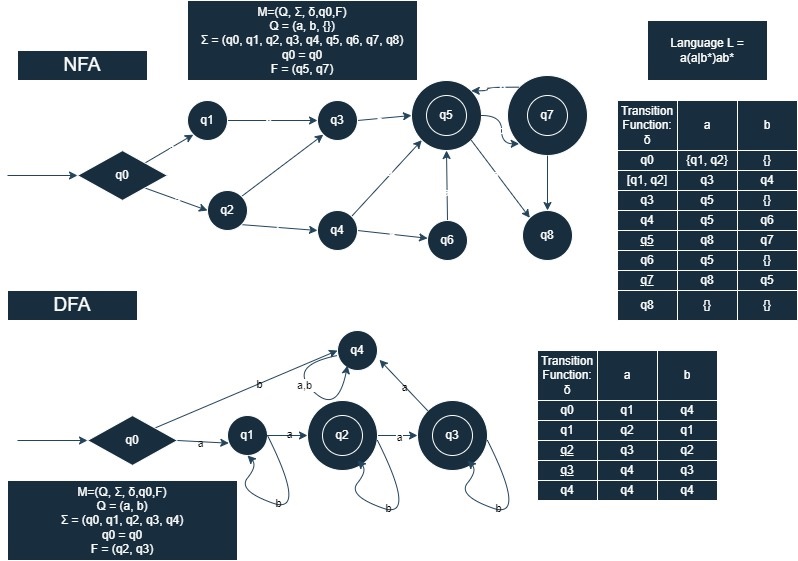 NFA
M=(Q, Σ, δ,q0,F)
Q = (a, b, {})
Σ = (q0, q1, q2, q3, q4, q5, q6, q7, q8)
q0 = q0
F = (q5, q7)
Language L =
a(a|b*)ab*
q0
q1
q2
q3
q4
q5
q6
q7
q8
Transition Function: δ a b
q0 {q1, q2} {}
[q1, q2] q3 q4
q3 q5 {}
q4 q5 q6
q5 q8 q7
q6 q5 {}
q7 q8 q5
q8 {} {}
DFA
q4
b
a,b
a
q0
a
q1
a
q2
a
q3
b
b
b
M=(Q, Σ, δ,q0,F)
Q = (a, b)
Σ = (q0, q1, q2, q3, q4)
q0 = q0
F = (q2, q3)
Transition Function: δ a b
q0 q1 q4
q1 q2 q1
q2 q3 q2
q3 q4 q3
q4 q4 q4